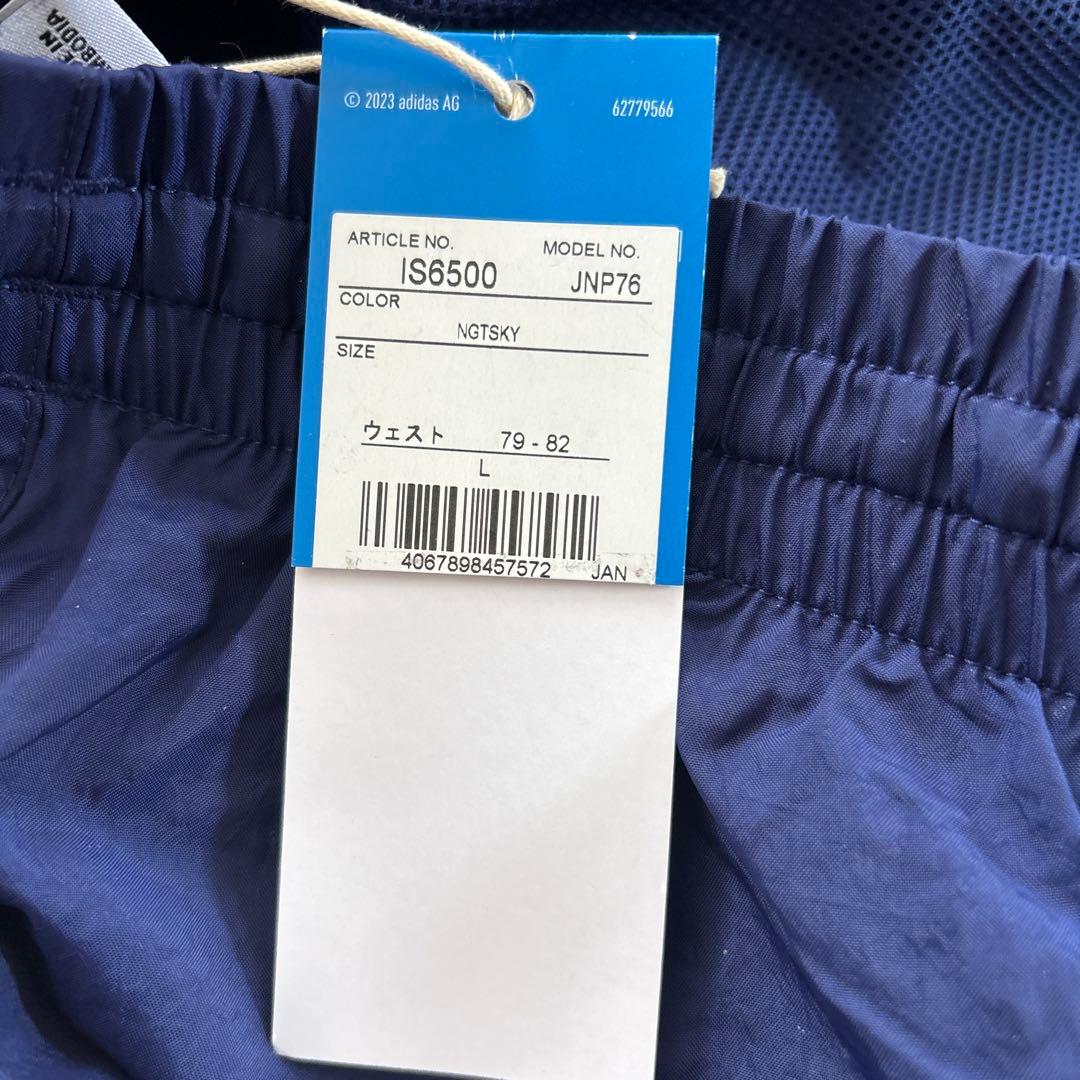 © 2023 adidas AG
62779566
ARTICLE NO. MODEL NO.
IS6500 JNP76
COLOR
NGTSKY
SIZE
ウェスト 79 - 82
L
4067898457572 JAN